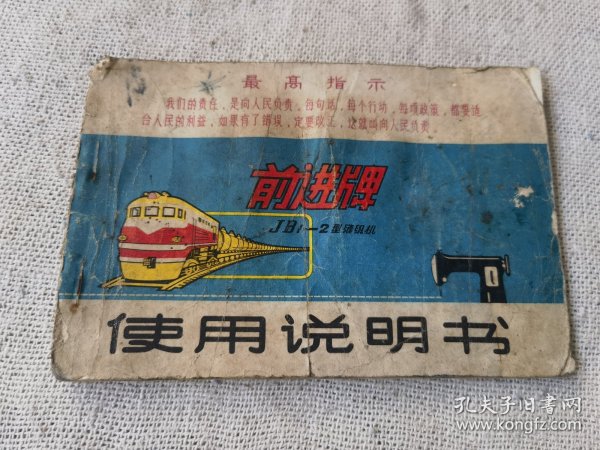 最高指示
我们的责任，是向人民负责。每句话，每个行动，每项政策，都要适
合人民的利益，如果有了错误，定要改正，这就叫向人民负责。
前进牌
JB1-2型缝纫机
使用说明书
孔夫子旧书网
www.kongfz.com